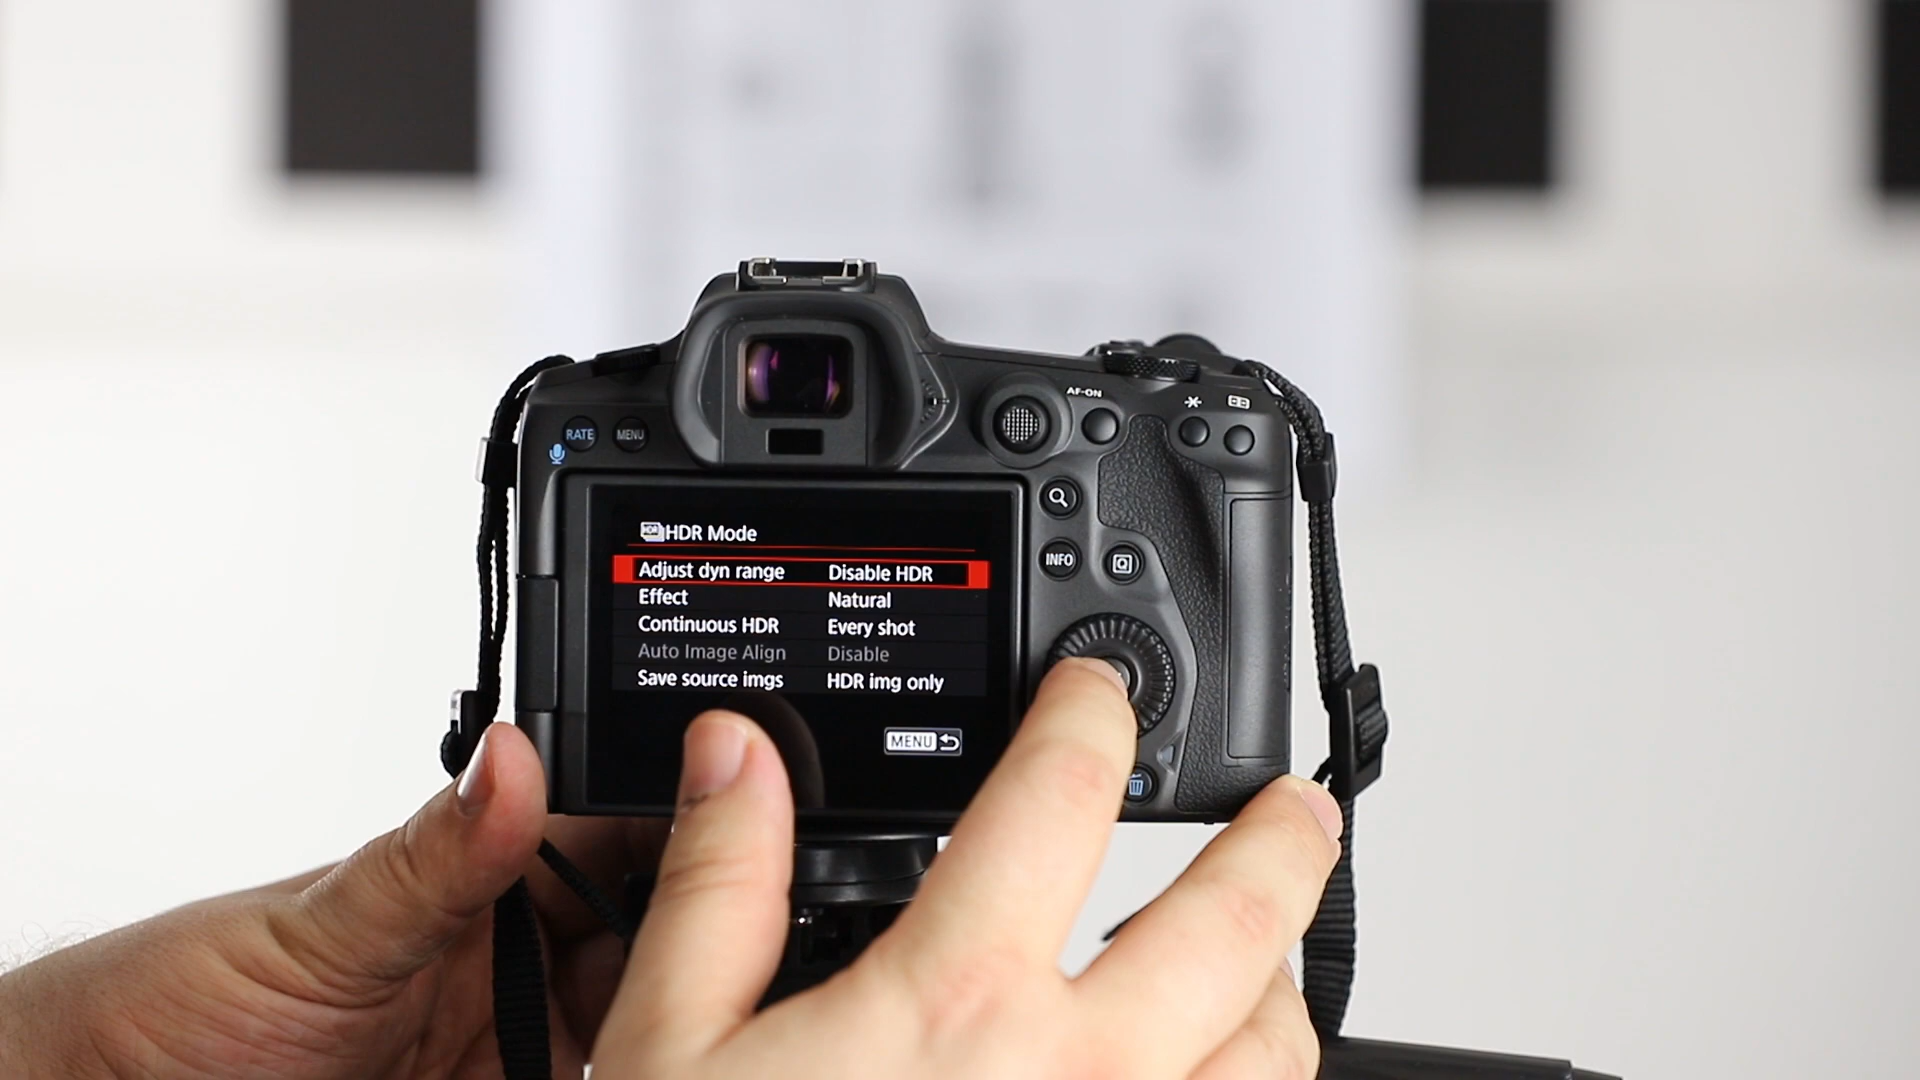 AF-ON
RATE
MENU
INFO
Q
HDR HDR Mode
Adjust dyn range Disable HDR
Effect Natural
Continuous HDR Every shot
Auto Image Align Disable
Save source imgs HDR img only
MENU